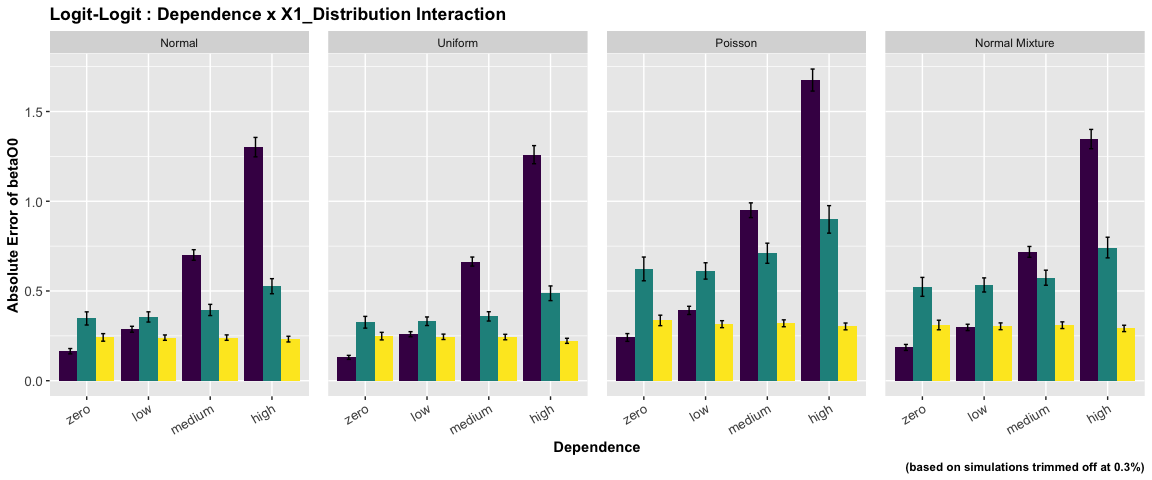 Logit-Logit : Dependence x X1_Distribution Interaction
Normal
Uniform
Poisson
Normal Mixture
Absolute Error of betaO0
1.5
1.0
0.5
0.0
zero
low
medium
high
zero
low
medium
high
zero
low
medium
high
zero
low
medium
high
Dependence
(based on simulations trimmed off at 0.3%)